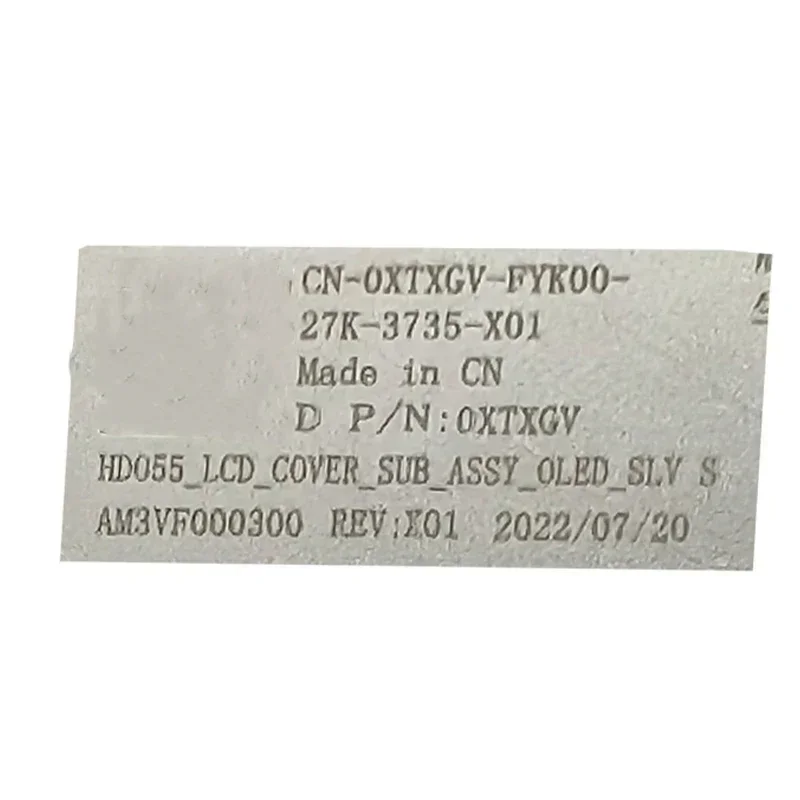 CN-0XTXGV-FYK00-
27K-3735-X01
Made in CN
D P/N:0XTXGV
HD055_LCD_COVER_SUB_ASSY_OLED_SLV S
AM3VF000300 REV:X01 2022/07/20